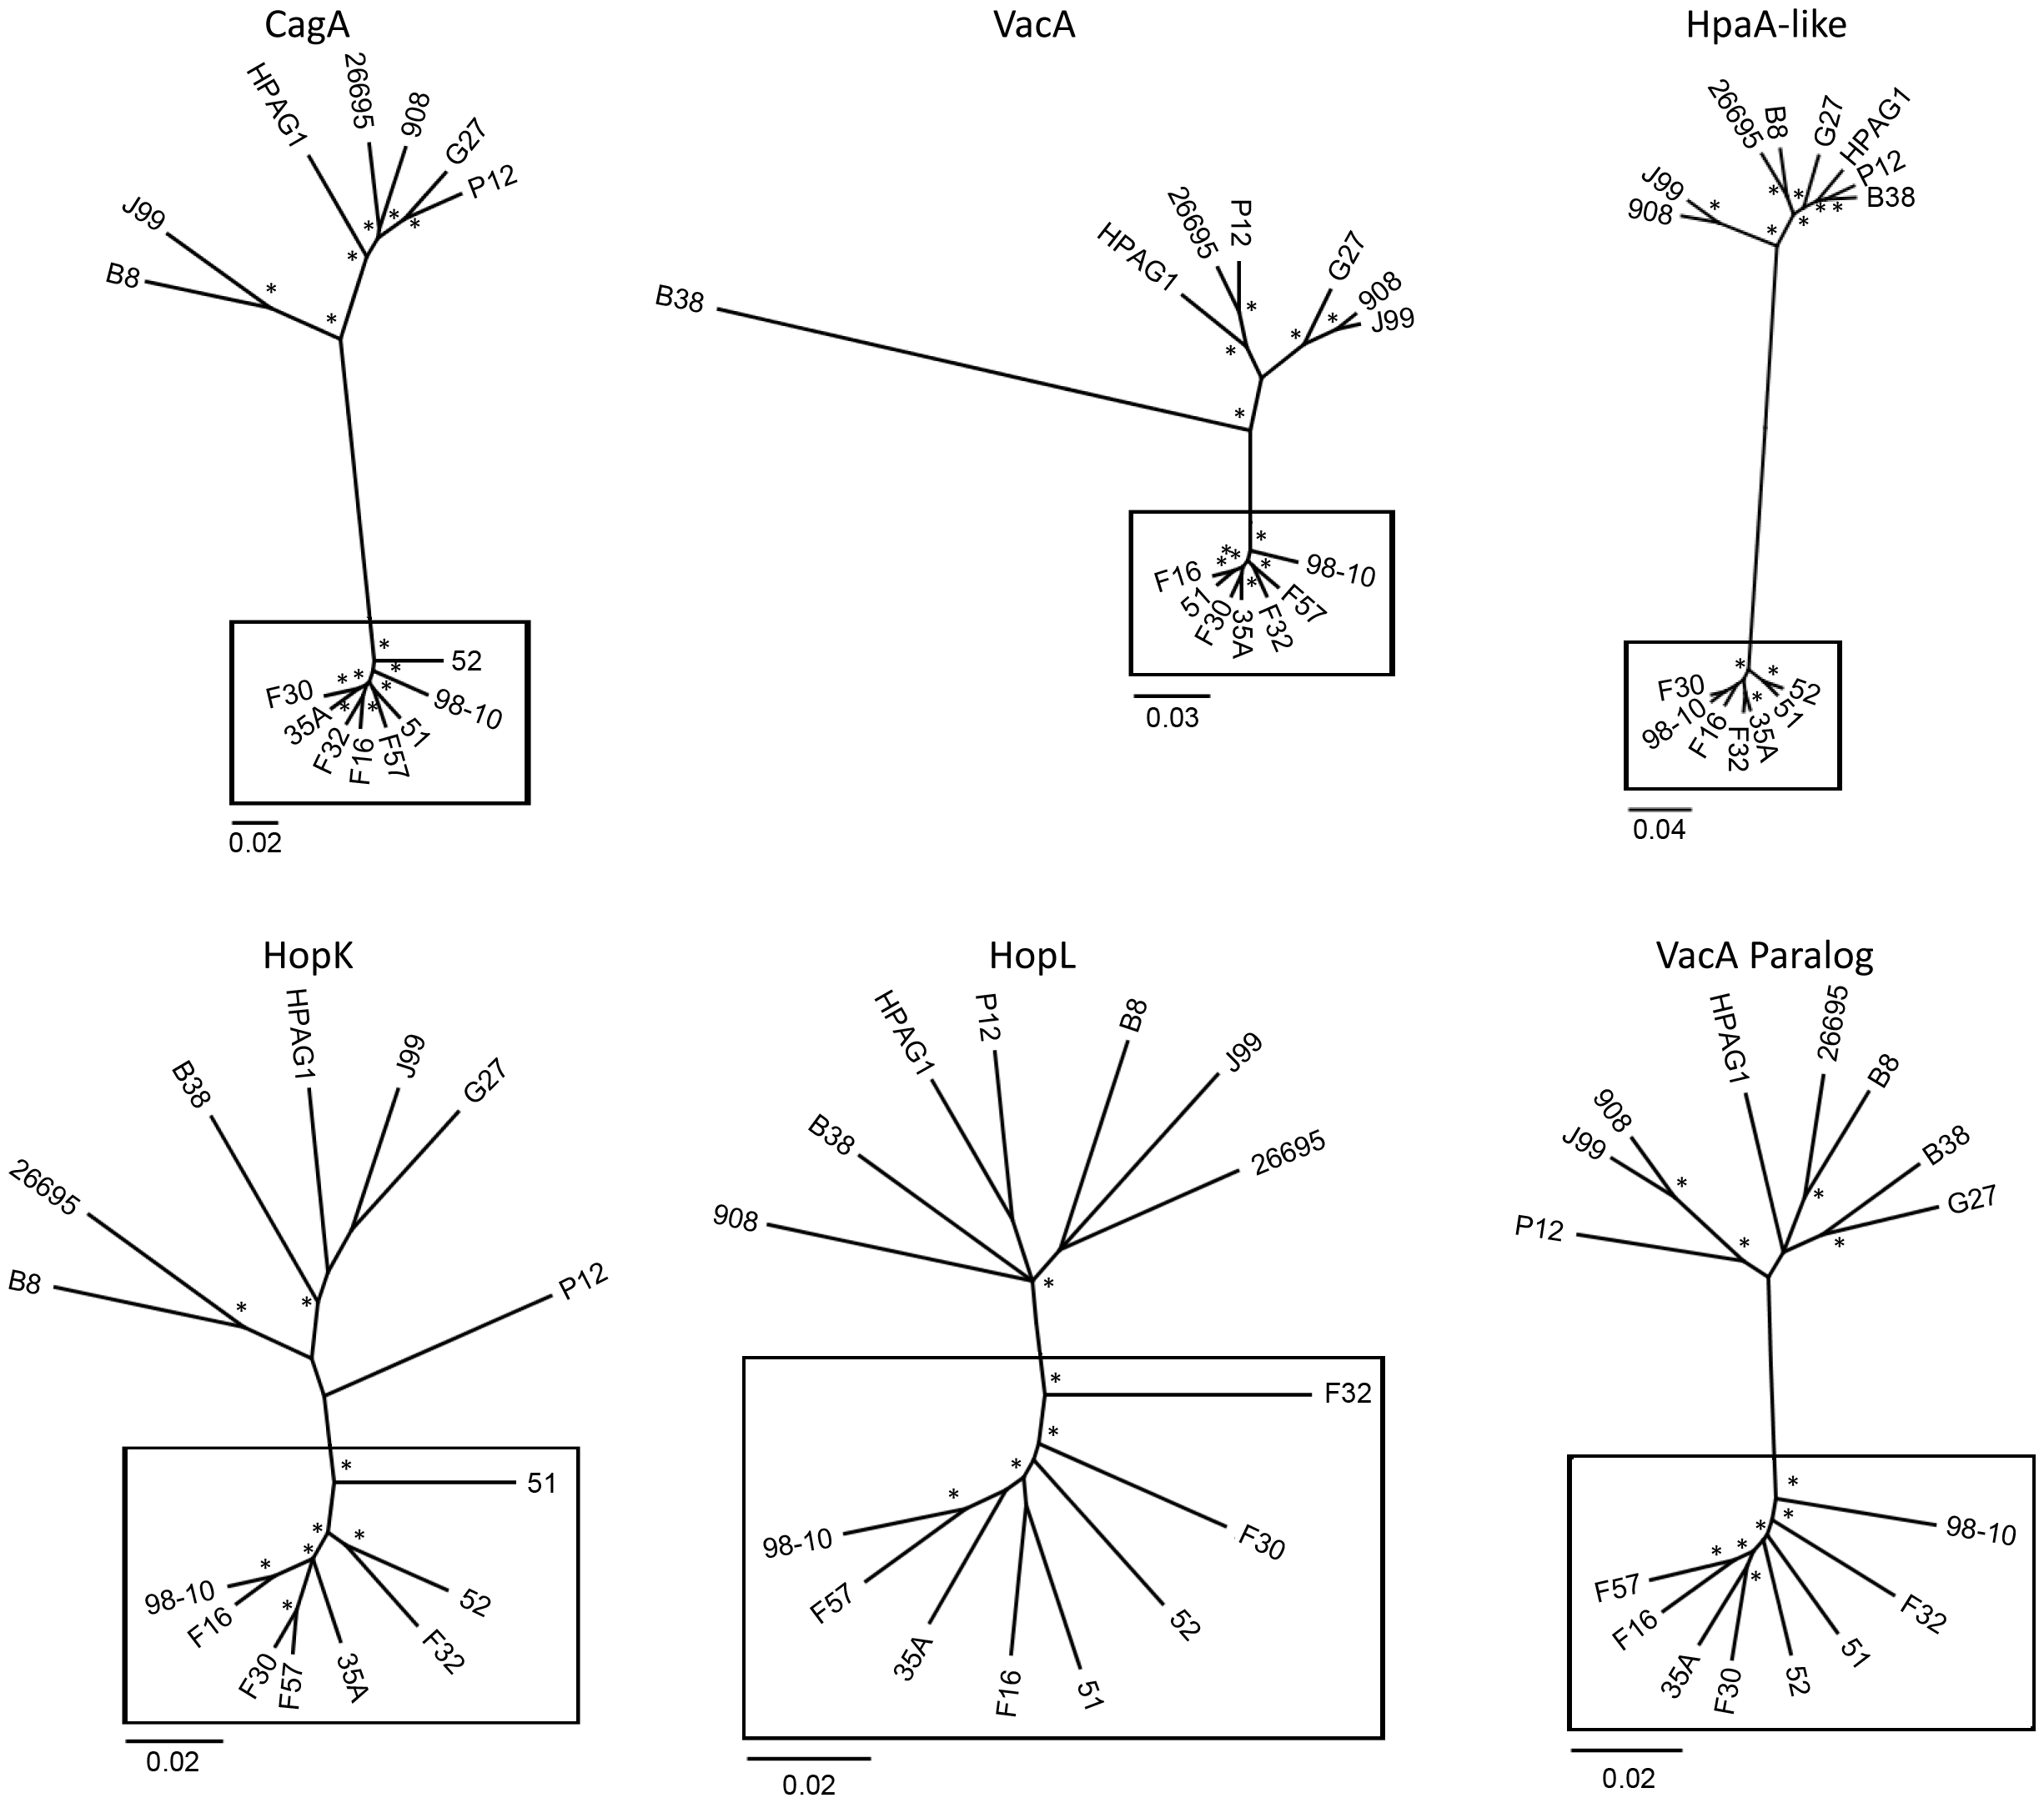 CagA
HPAG1
26695
908
G27
P12
J99
B8
*
*
*
*
*
*
*
52
*
*
*
*
*
*
*
F30
35A
F32
F16
F57
51
98-10
0.02
VacA
B38
HPAG1
26695
P12
G27
908
J99
*
*
*
*
*
*
*
*
*
*
*
F16
51
F30
35A
F32
F57
98-10
0.03
HpaA-like
26695
B8
G27
HPAG1
P12
B38
J99
908
*
*
*
*
*
*
*
*
*
*
F30
98-10
F16
F32
35A
51
52
0.04
HopK
B8
26695
B38
HPAG1
J99
G27
P12
*
*
*
51
*
*
*
*
*
98-10
F16
F30
F57
35A
F32
52
0.02
HopL
908
B38
HPAG1
P12
B8
J99
26695
*
*
F32
*
*
*
98-10
F57
35A
F16
51
52
F30
0.02
VacA Paralog
P12
J99
908
HPAG1
26695
B8
B38
G27
*
*
*
*
*
*
*
*
*
*
98-10
F57
F16
35A
F30
52
51
F32
0.02